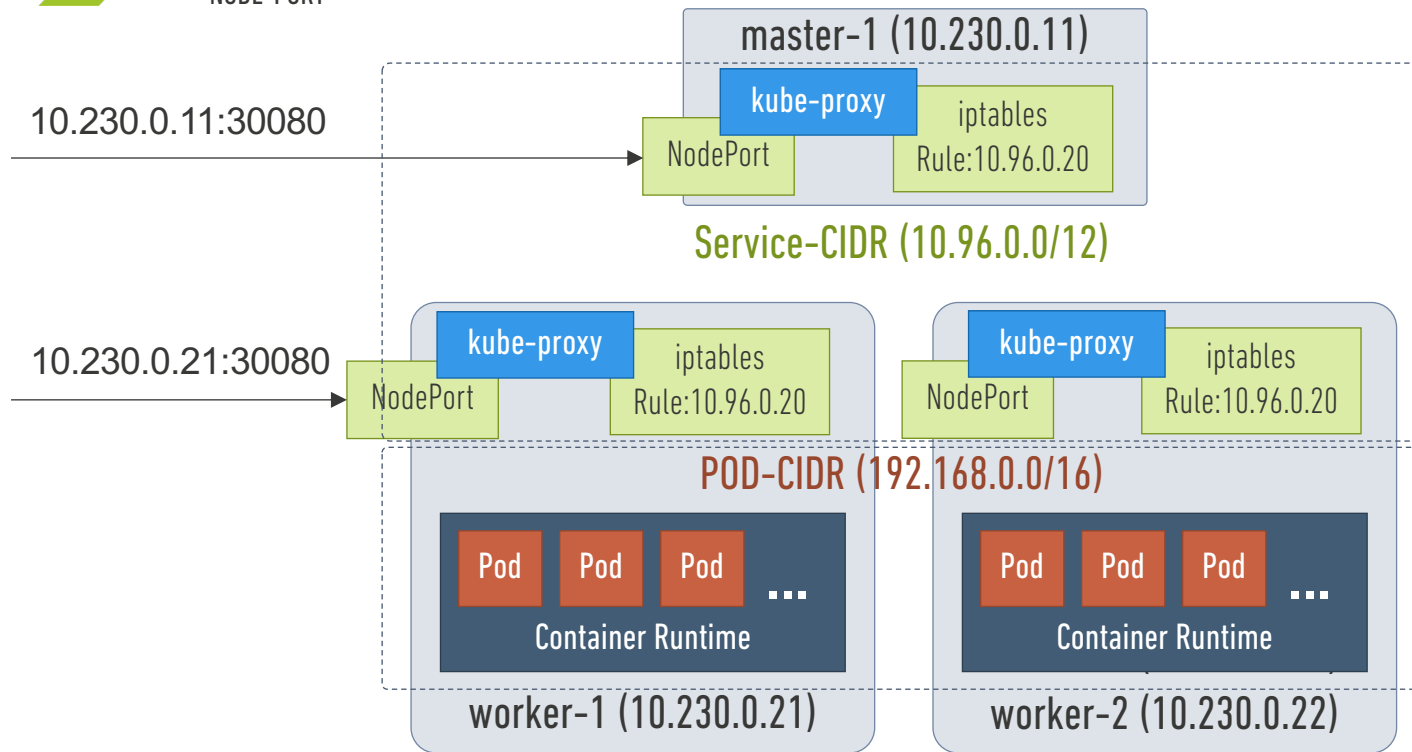 NODE-PORT
master-1 (10.230.0.11)
kube-proxy
iptables
Rule:10.96.0.20
NodePort
10.230.0.11:30080
Service-CIDR (10.96.0.0/12)
10.230.0.21:30080
kube-proxy
iptables
Rule:10.96.0.20
NodePort
kube-proxy
iptables
Rule:10.96.0.20
NodePort
POD-CIDR (192.168.0.0/16)
Pod
Pod
Pod
...
Container Runtime
Pod
Pod
Pod
...
Container Runtime
worker-1 (10.230.0.21)
worker-2 (10.230.0.22)